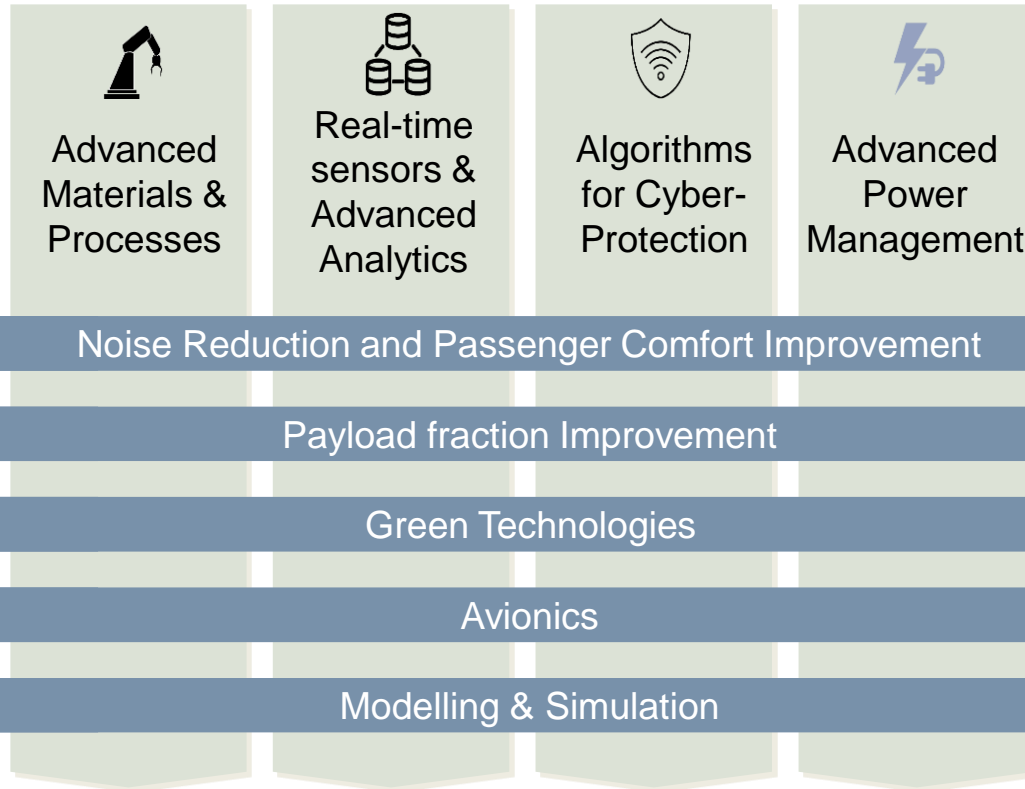 Advanced
Materials &
Processes
Real-time
sensors &
Advanced
Analytics
Algorithms
for Cyber-
Protection
Advanced
Power
Management
Noise Reduction and Passenger Comfort Improvement
Payload fraction Improvement
Green Technologies
Avionics
Modelling & Simulation